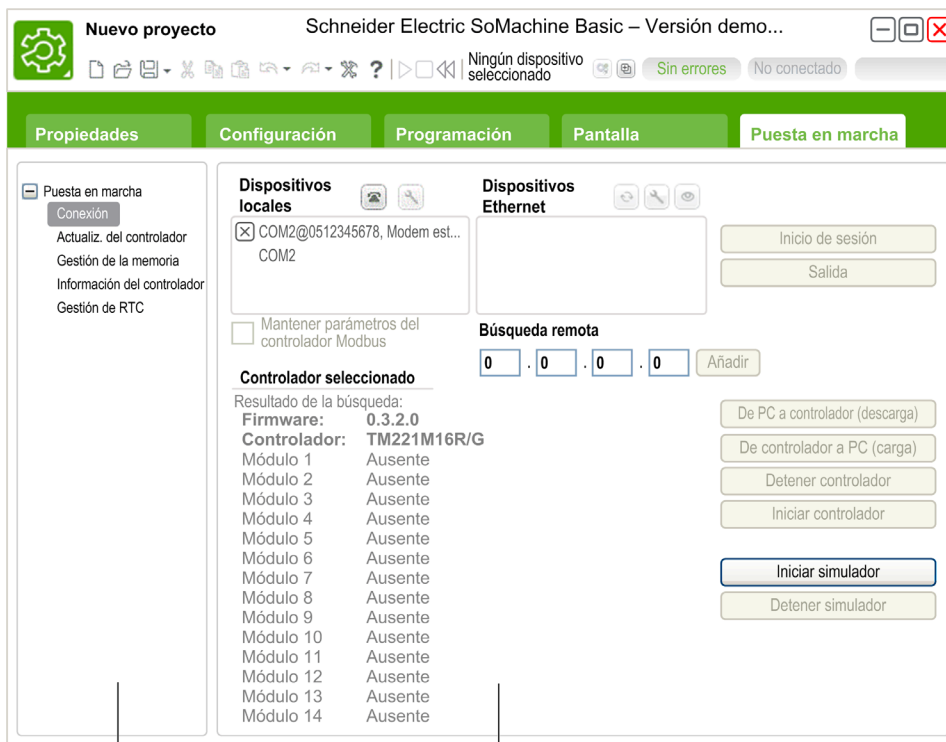 Nuevo proyecto
Schneider Electric SoMachine Basic – Versión demo...
Ningún dispositivo
seleccionado
Sin errores
No conectado
Propiedades
Configuración
Programación
Pantalla
Puesta en marcha
Puesta en marcha
Conexión
Actualiz. del controlador
Gestión de la memoria
Información del controlador
Gestión de RTC
Dispositivos
locales
COM2@0512345678, Modem est...
COM2
Mantener parámetros del
controlador Modbus
Dispositivos
Ethernet
Búsqueda remota
0 . 0 . 0 . 0 Añadir
Controlador seleccionado
Resultado de la búsqueda:
Firmware: 0.3.2.0
Controlador: TM221M16R/G
Módulo 1 Ausente
Módulo 2 Ausente
Módulo 3 Ausente
Módulo 4 Ausente
Módulo 5 Ausente
Módulo 6 Ausente
Módulo 7 Ausente
Módulo 8 Ausente
Módulo 9 Ausente
Módulo 10 Ausente
Módulo 11 Ausente
Módulo 12 Ausente
Módulo 13 Ausente
Módulo 14 Ausente
Inicio de sesión
Salida
De PC a controlador (descarga)
De controlador a PC (carga)
Detener controlador
Iniciar controlador
Iniciar simulador
Detener simulador